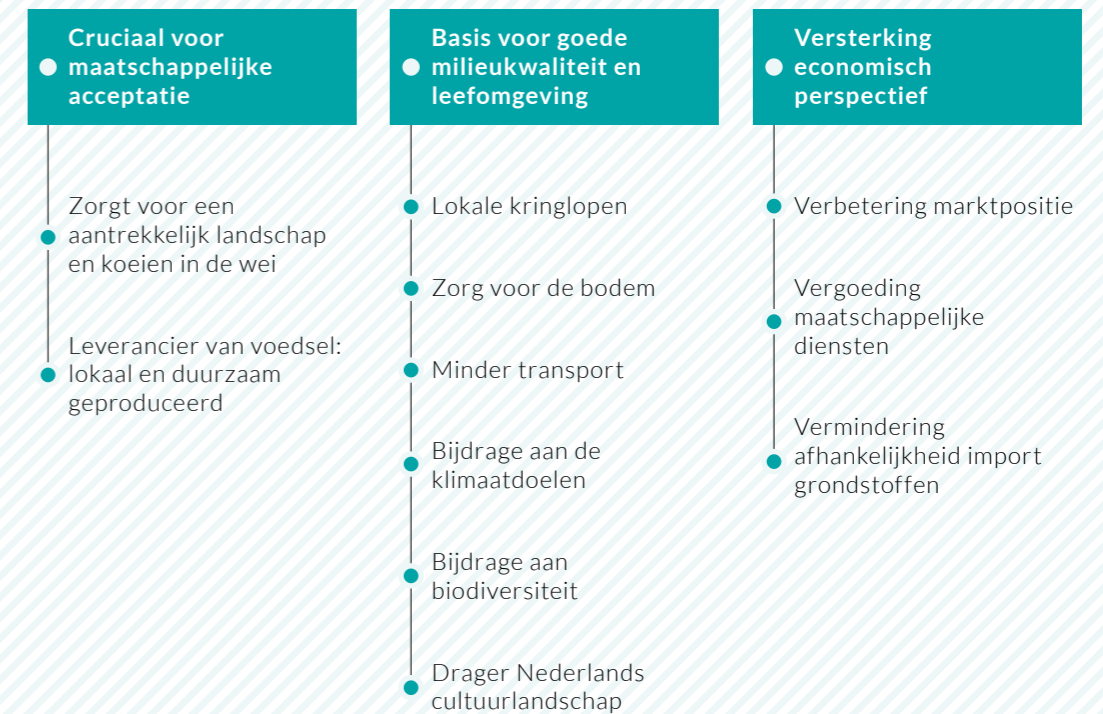 Cruciaal voor
maatschappelijke
acceptatie
Zorgt voor een
aantrekkelijk landschap
en koeien in de wei
Leverancier van voedsel:
lokaal en duurzaam
geproduceerd
Basis voor goede
milieukwaliteit en
leefomgeving
Lokale kringlopen
Zorg voor de bodem
Minder transport
Bijdrage aan de
klimaatdoelen
Bijdrage aan
biodiversiteit
Drager Nederlands
cultuurlandschap
Versterking
economisch
perspectief
Verbetering marktpositie
Vergoeding
maatschappelijke
diensten
Vermindering
afhankelijkheid import
grondstoffen